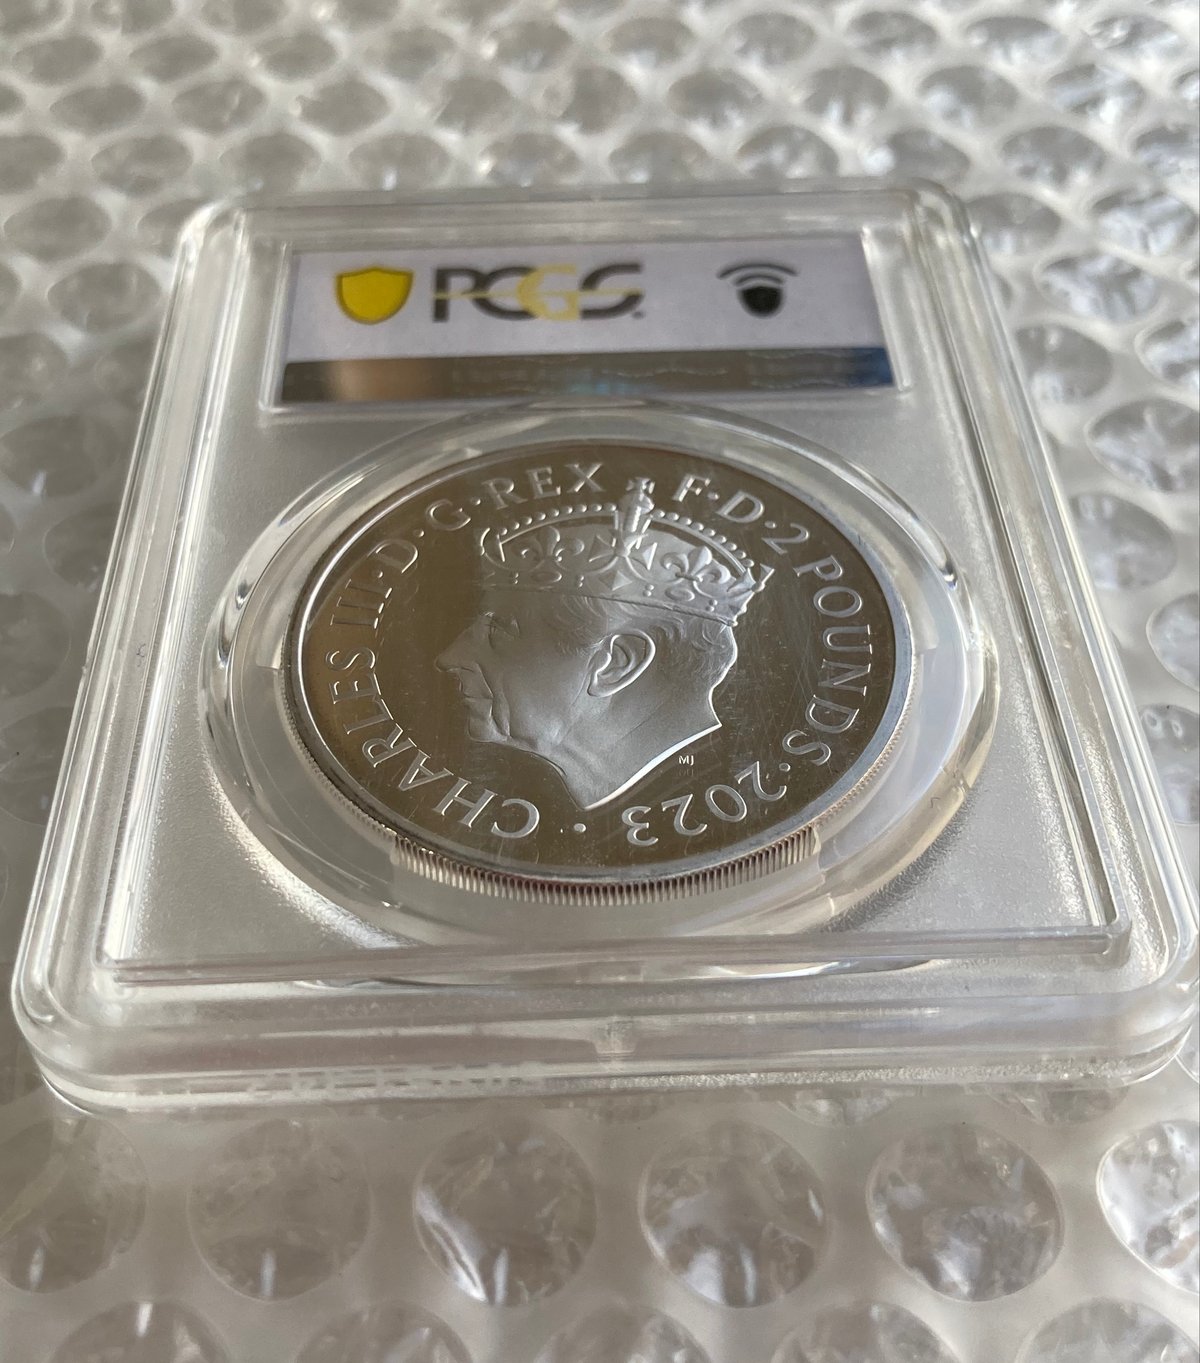 PCGS
CHARLES III·D·G·REX F·D·2 POUNDS·2023·
MJ